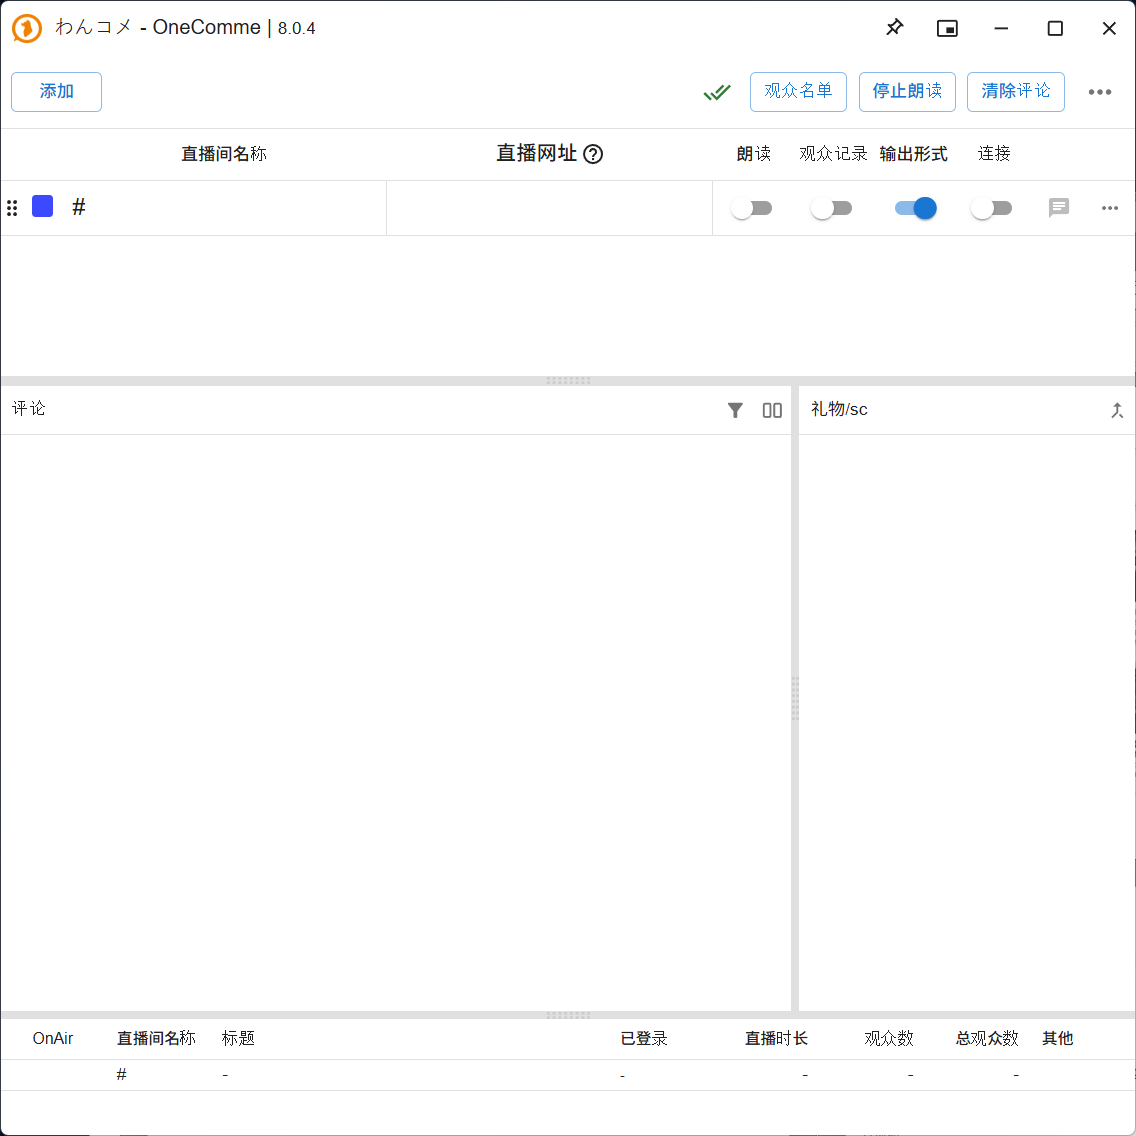 わんコメ - OneComme | 8.0.4
添加 观众名单 停止朗读 清除评论
直播间名称 直播网址 朗读 观众记录 输出形式 连接
#
评论 礼物/sc
OnAir 直播间名称 标题 已登录 直播时长 观众数 总观众数 其他
# - - - - -